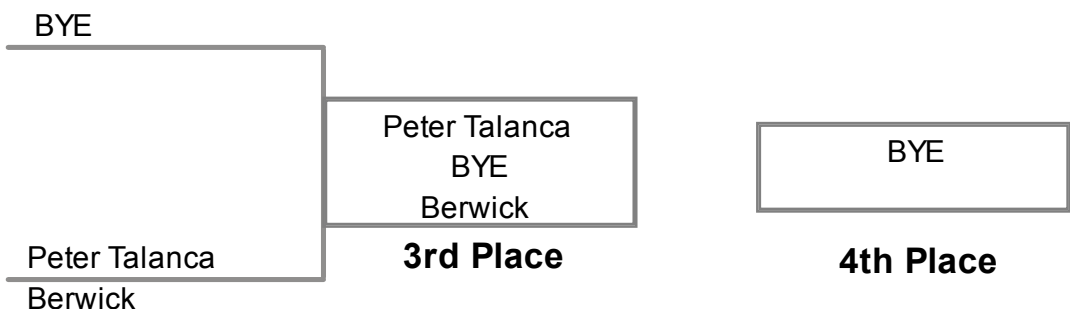 BYE
Peter Talanca
BYE
Berwick
3rd Place
BYE
4th Place
Peter Talanca
Berwick